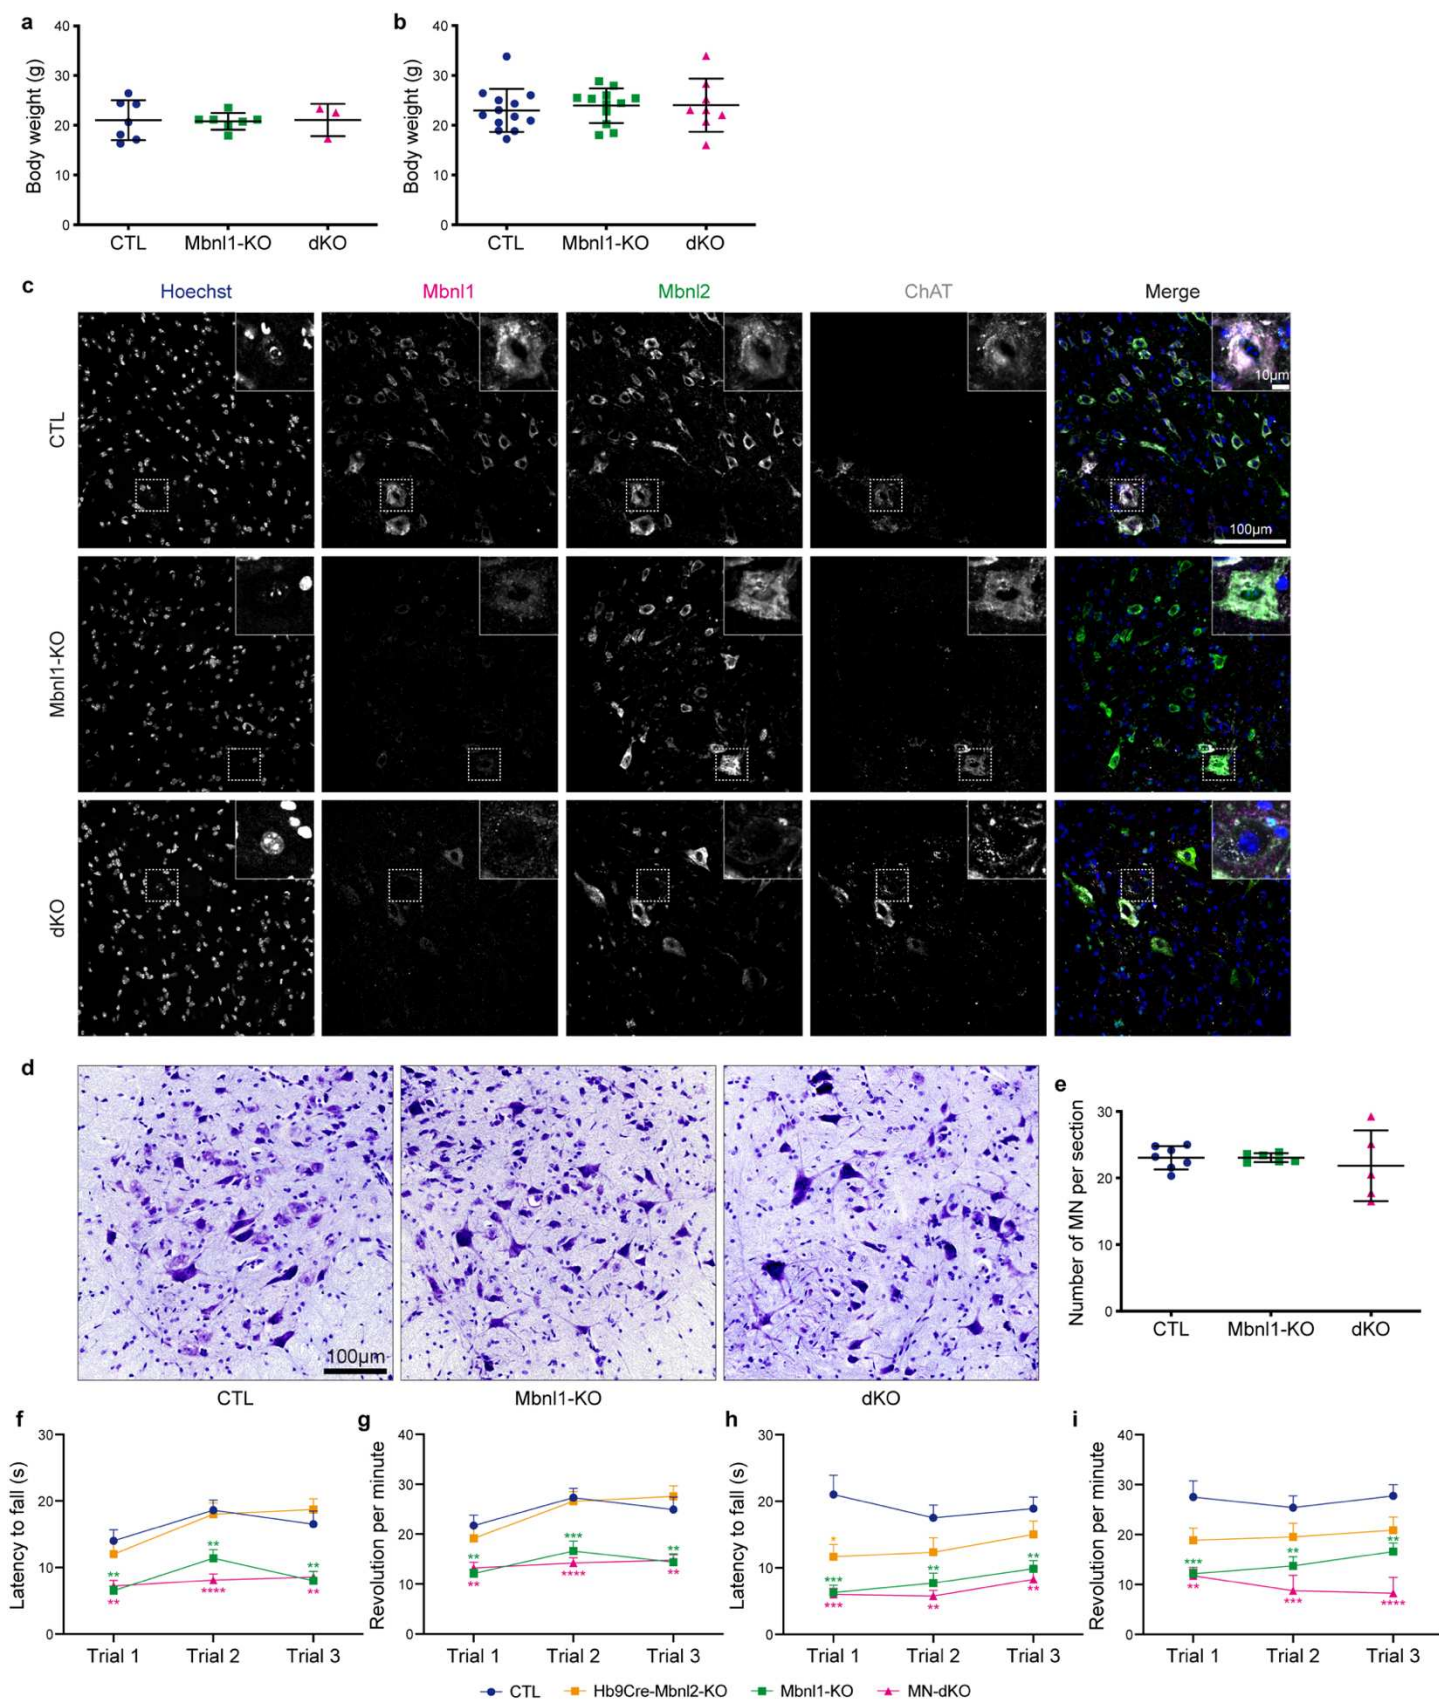 a
b
40
30
20
10
0
Body weight (g)
CTL
Mbnl1-KO
dKO
40
30
20
10
0
Body weight (g)
CTL
Mbnl1-KO
dKO
c
Hoechst
Mbnl1
Mbnl2
ChAT
Merge
CTL
10µm
100µm
Mbnl1-KO
dKO
d
100µm
CTL
Mbnl1-KO
dKO
e
30
20
10
0
Number of MN per section
CTL
Mbnl1-KO
dKO
f
30
20
10
0
Latency to fall (s)
** ** **
** **** **
Trial 1
Trial 2
Trial 3
g
40
30
20
10
0
Revolution per minute
** *** **
** **** **
Trial 1
Trial 2
Trial 3
h
30
20
10
0
Latency to fall (s)
*
*** ** **
*** ** **
Trial 1
Trial 2
Trial 3
i
40
30
20
10
0
Revolution per minute
*** ** **
** *** ****
Trial 1
Trial 2
Trial 3
CTL
Hb9Cre-Mbnl2-KO
Mbnl1-KO
MN-dKO